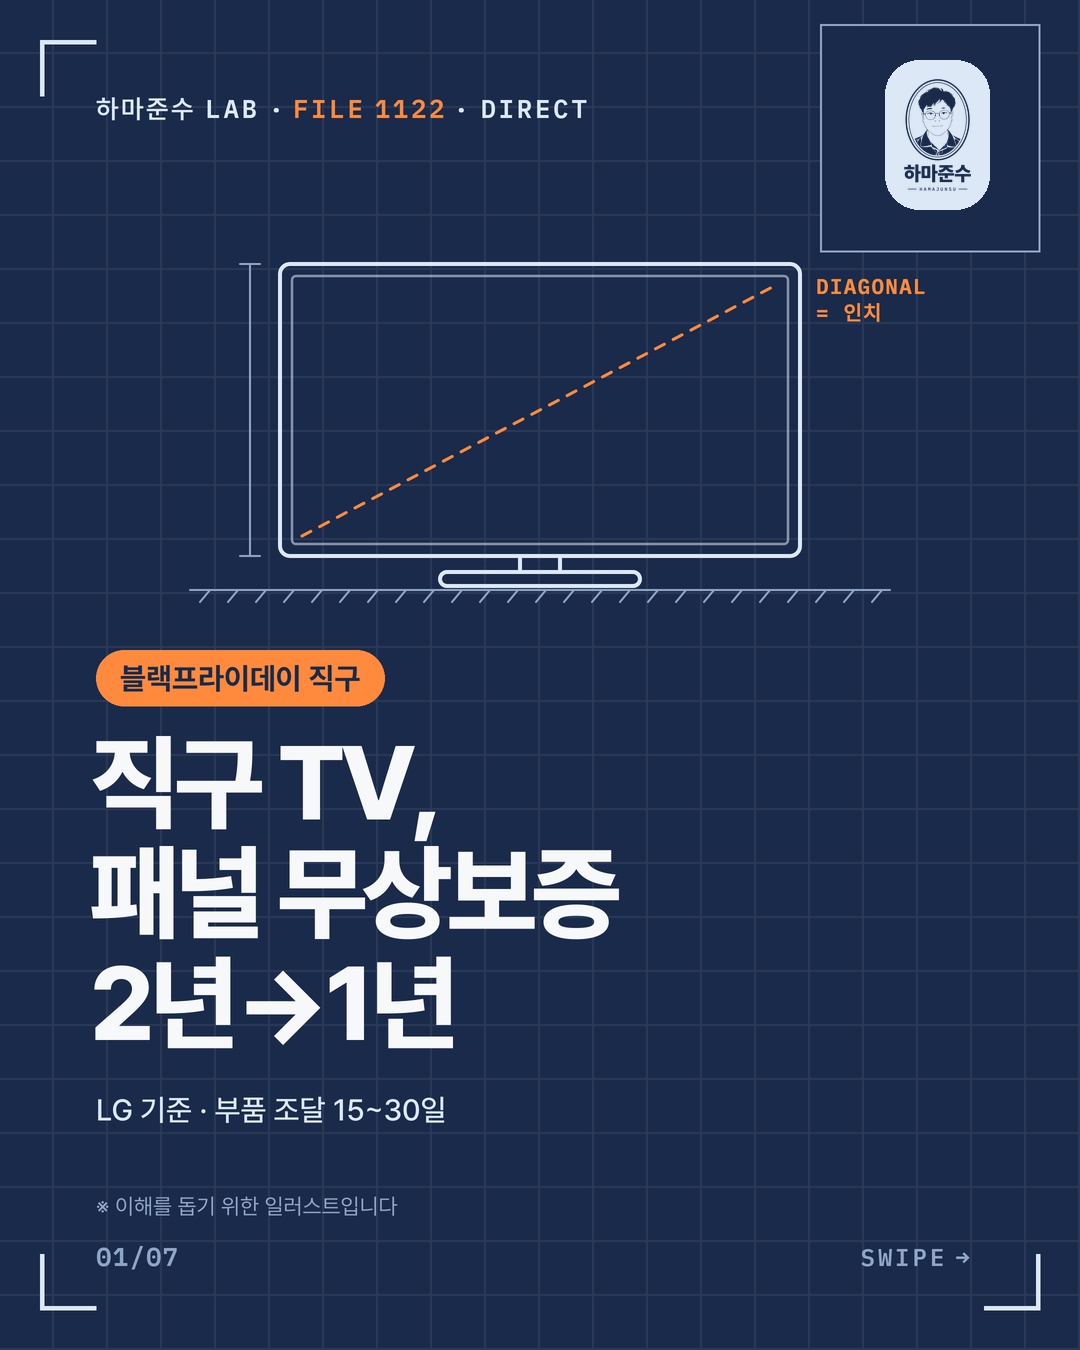 하마준수 LAB · FILE 1122 · DIRECT
하마준수
HAMAJUNSU
DIAGONAL
= 인치
블랙프라이데이 직구
직구 TV,
패널 무상보증
2년→1년
LG 기준 · 부품 조달 15~30일
※ 이해를 돕기 위한 일러스트입니다
01/07
SWIPE →